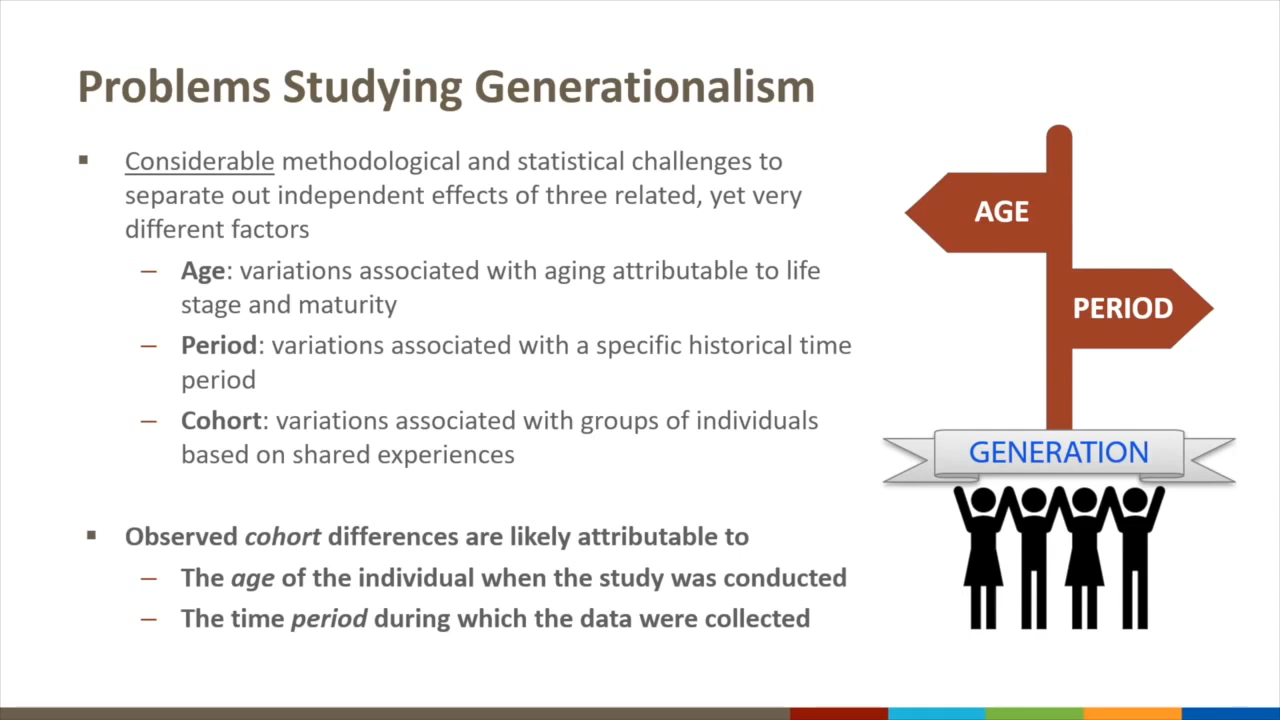 Problems Studying Generationalism
▪ Considerable methodological and statistical challenges to
separate out independent effects of three related, yet very
different factors
– Age: variations associated with aging attributable to life
stage and maturity
– Period: variations associated with a specific historical time
period
– Cohort: variations associated with groups of individuals
based on shared experiences
▪ Observed cohort differences are likely attributable to
– The age of the individual when the study was conducted
– The time period during which the data were collected
AGE
PERIOD
GENERATION